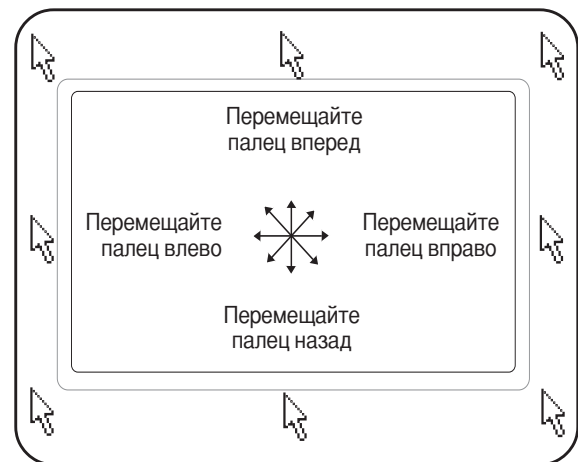 Перемещайте
палец вперед
Перемещайте
палец влево
Перемещайте
палец вправо
Перемещайте
палец назад